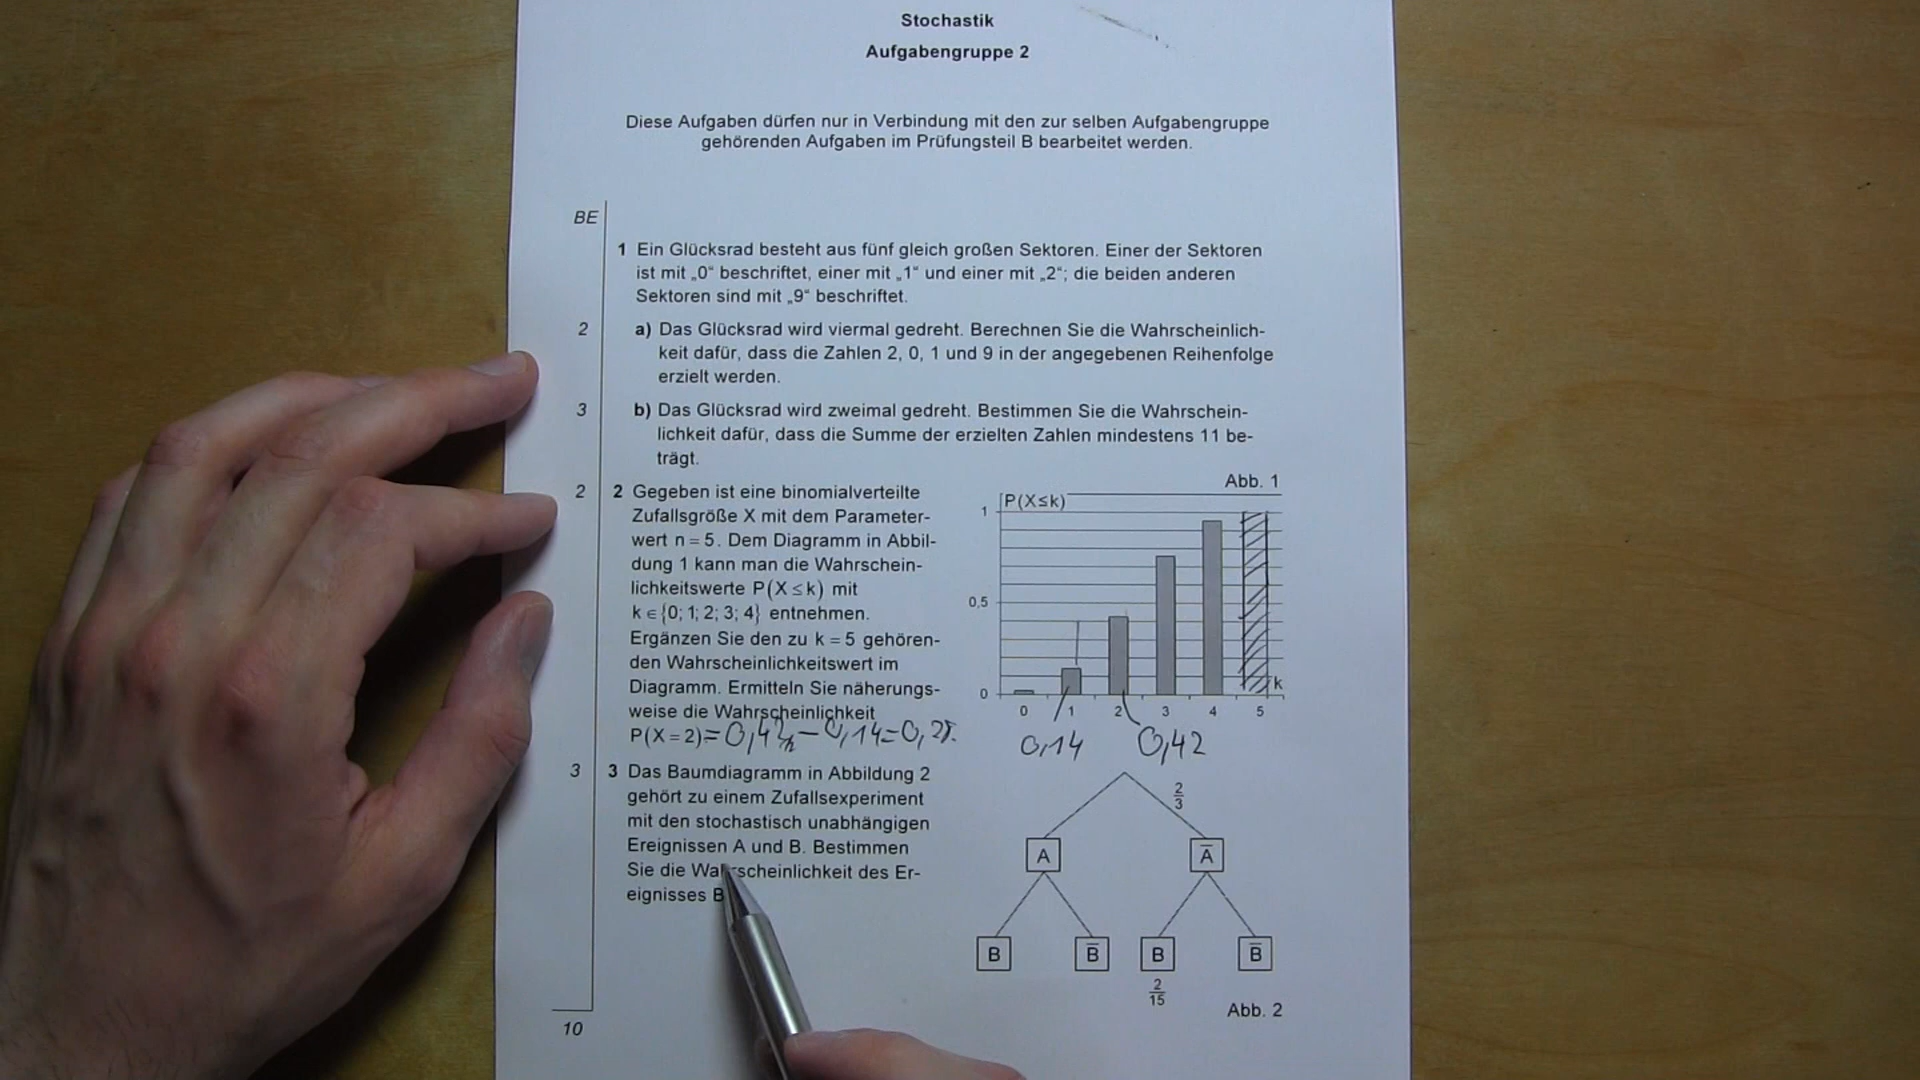 Stochastik
Aufgabengruppe 2
Diese Aufgaben dürfen nur in Verbindung mit den zur selben Aufgabengruppe
gehörenden Aufgaben im Prüfungsteil B bearbeitet werden.
BE
1 Ein Glücksrad besteht aus fünf gleich großen Sektoren. Einer der Sektoren
ist mit „0“ beschriftet, einer mit „1“ und einer mit „2“; die beiden anderen
Sektoren sind mit „9“ beschriftet.
2 a) Das Glücksrad wird viermal gedreht. Berechnen Sie die Wahrscheinlich-
keit dafür, dass die Zahlen 2, 0, 1 und 9 in der angegebenen Reihenfolge
erzielt werden.
3 b) Das Glücksrad wird zweimal gedreht. Bestimmen Sie die Wahrschein-
lichkeit dafür, dass die Summe der erzielten Zahlen mindestens 11 be-
trägt.
2 2 Gegeben ist eine binomialverteilte
Zufallsgröße X mit dem Parameter-
wert n = 5. Dem Diagramm in Abbil-
dung 1 kann man die Wahrschein-
lichkeitswerte P(X ≤ k) mit
k ∈ {0; 1; 2; 3; 4} entnehmen.
Ergänzen Sie den zu k = 5 gehören-
den Wahrscheinlichkeitswert im
Diagramm. Ermitteln Sie näherungs-
weise die Wahrscheinlichkeit
P(X = 2) = 0,42 − 0,14 = 0,28.
Abb. 1
P(X≤k)
1
0,5
0
k
0 1 2 3 4 5
0,14 0,42
3 3 Das Baumdiagramm in Abbildung 2
gehört zu einem Zufallsexperiment
mit den stochastisch unabhängigen
Ereignissen A und B. Bestimmen
Sie die Wahrscheinlichkeit des Er-
eignisses B
2/3
A A̅
B B̅ B B̅
2/15
Abb. 2
10